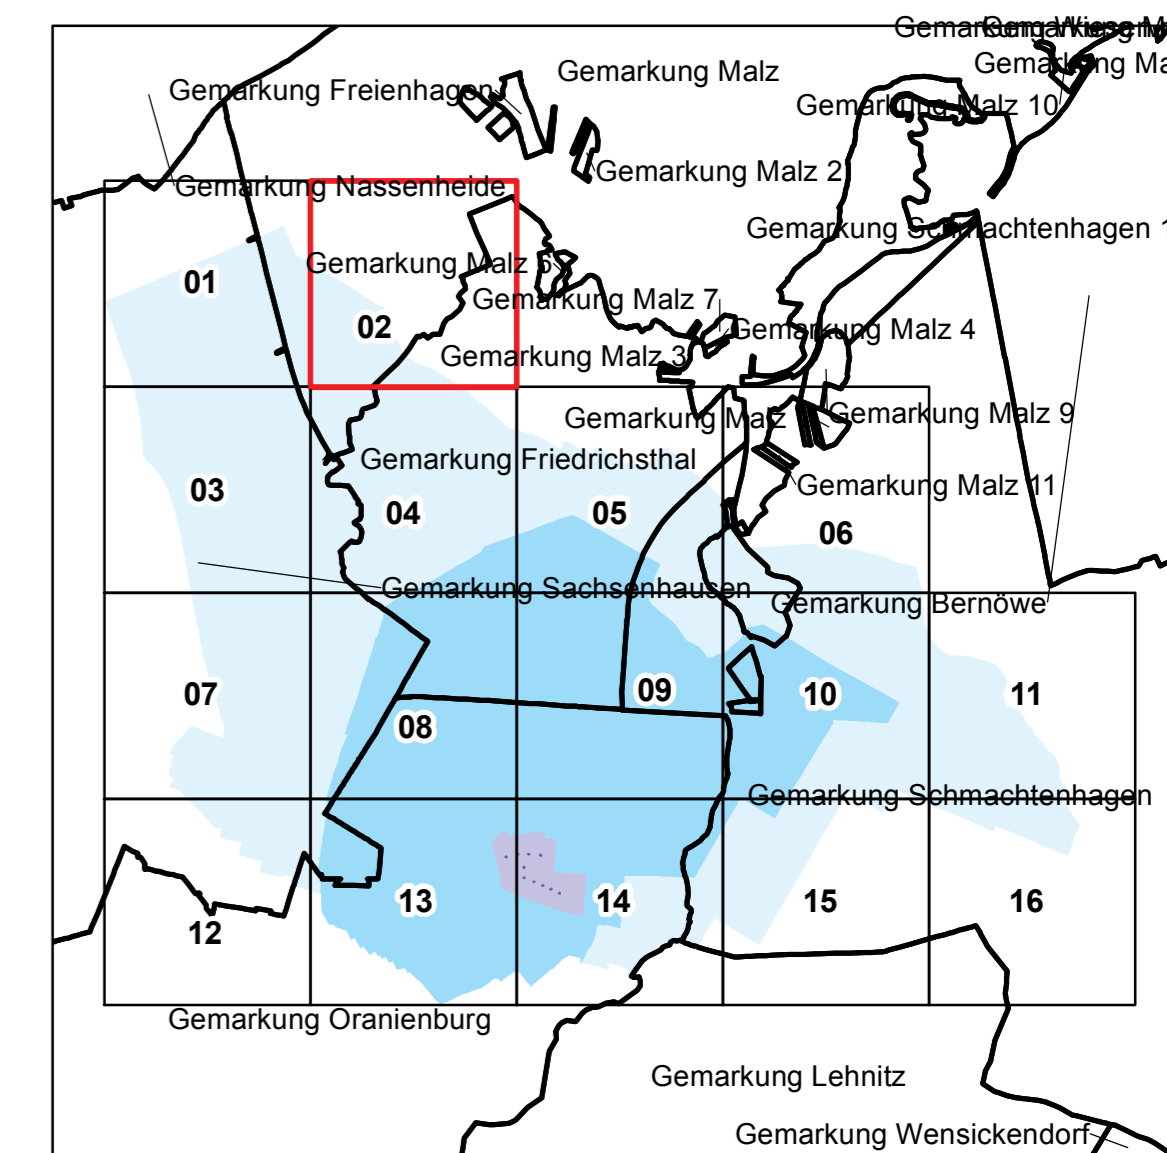 Gemarkung Malz
Gemarkung Freienhagen
Gemarkung Malz 10
Gemarkung Malz 2
Gemarkung Nassenheide
Gemarkung Schmachtenhagen 1
Gemarkung Malz 6
01
Gemarkung Malz 7
02
Gemarkung Malz 4
Gemarkung Malz 3
Gemarkung Malz
Gemarkung Malz 9
Gemarkung Friedrichsthal
Gemarkung Malz 11
03
04
05
06
Gemarkung Sachsenhausen
Gemarkung Bernöwe
07
08
09
10
11
Gemarkung Schmachtenhagen
12
13
14
15
16
Gemarkung Oranienburg
Gemarkung Lehnitz
Gemarkung Wensickendorf